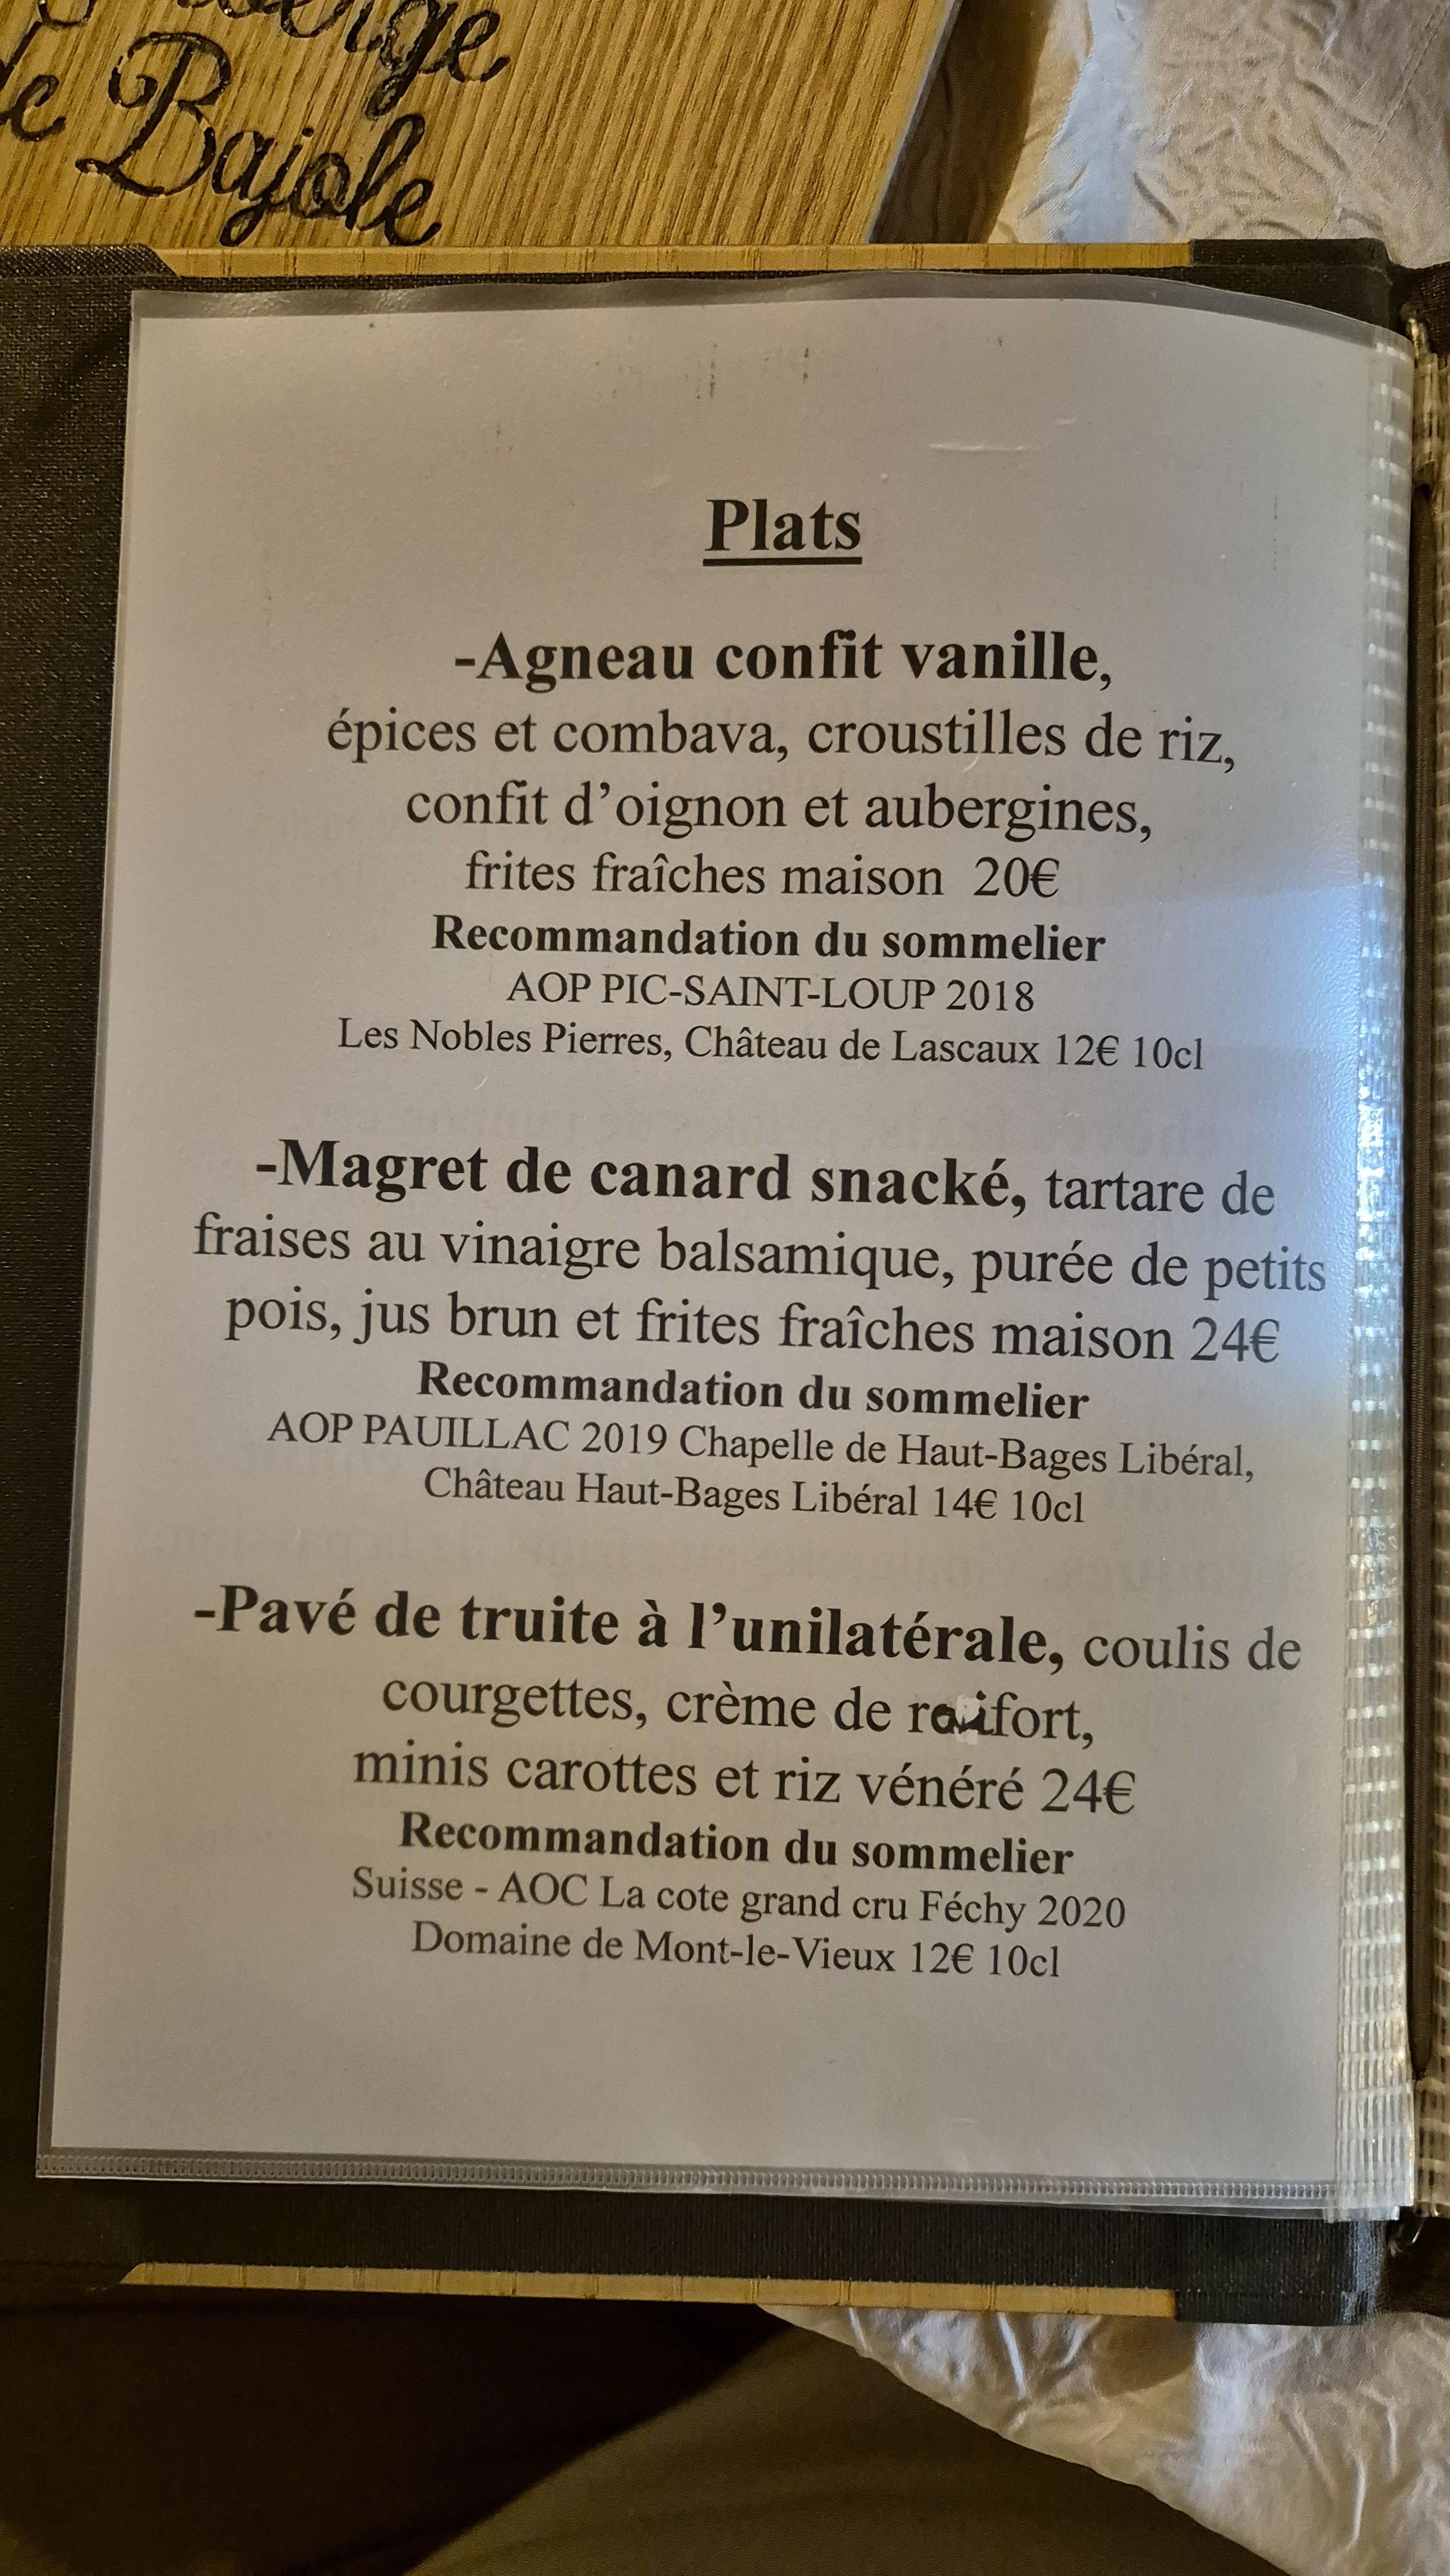 de Bajole
Plats
-Agneau confit vanille,
épices et combava, croustilles de riz,
confit d’oignon et aubergines,
frites fraîches maison 20€
Recommandation du sommelier
AOP PIC-SAINT-LOUP 2018
Les Nobles Pierres, Château de Lascaux 12€ 10cl
-Magret de canard snacké, tartare de
fraises au vinaigre balsamique, purée de petits
pois, jus brun et frites fraîches maison 24€
Recommandation du sommelier
AOP PAUILLAC 2019 Chapelle de Haut-Bages Libéral,
Château Haut-Bages Libéral 14€ 10cl
-Pavé de truite à l’unilatérale, coulis de
courgettes, crème de raifort,
minis carottes et riz vénéré 24€
Recommandation du sommelier
Suisse - AOC La cote grand cru Féchy 2020
Domaine de Mont-le-Vieux 12€ 10cl